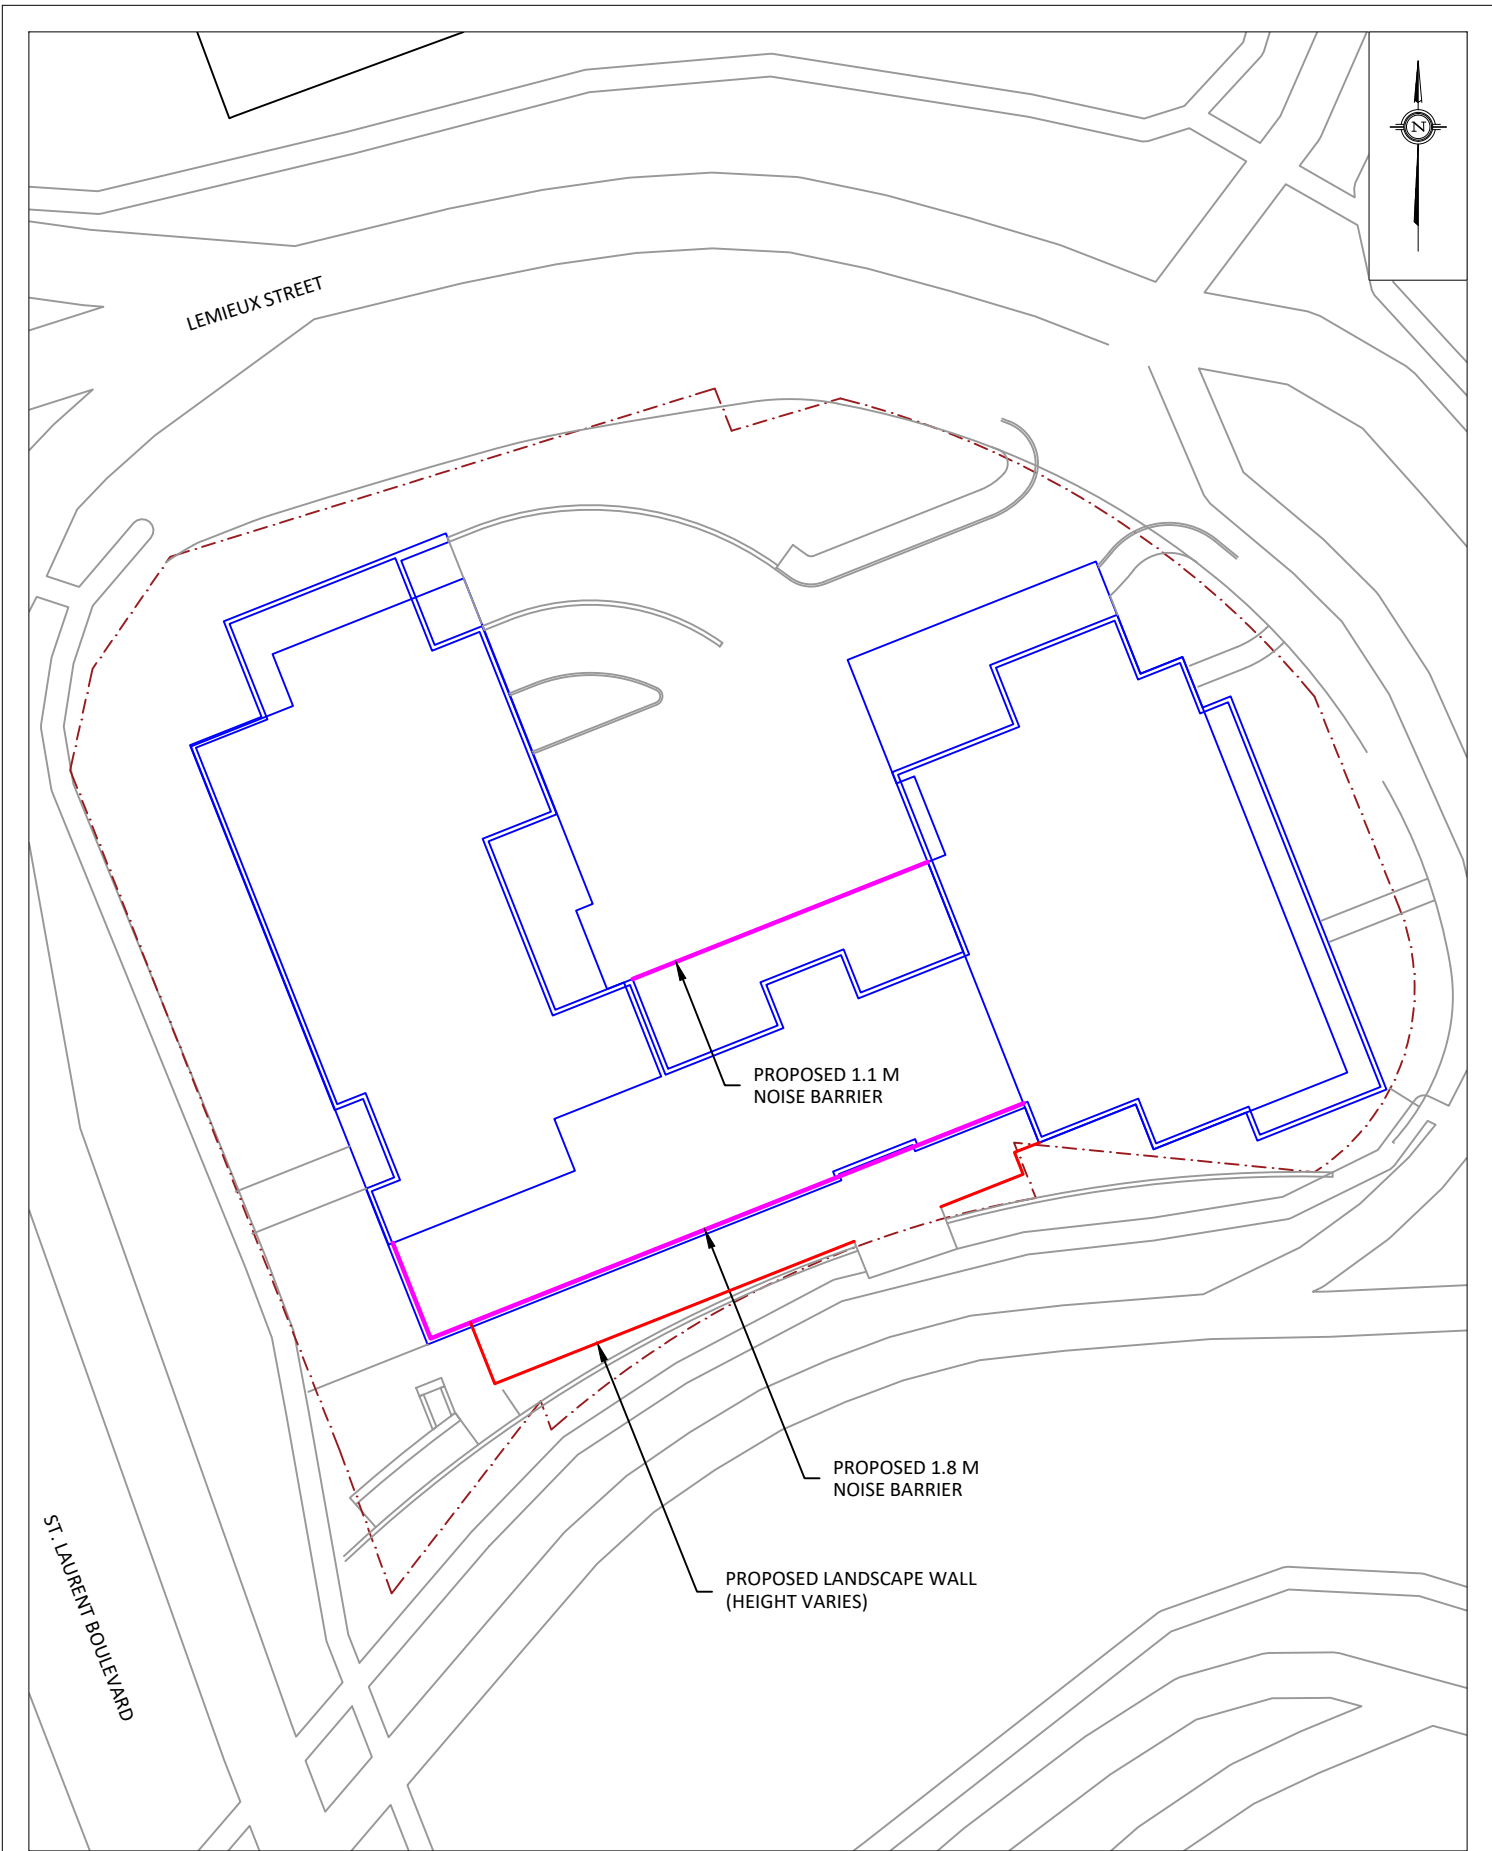 N
LEMIEUX STREET
PROPOSED 1.1 M
NOISE BARRIER
PROPOSED 1.8 M
NOISE BARRIER
PROPOSED LANDSCAPE WALL
(HEIGHT VARIES)
ST. LAURENT BOULEVARD